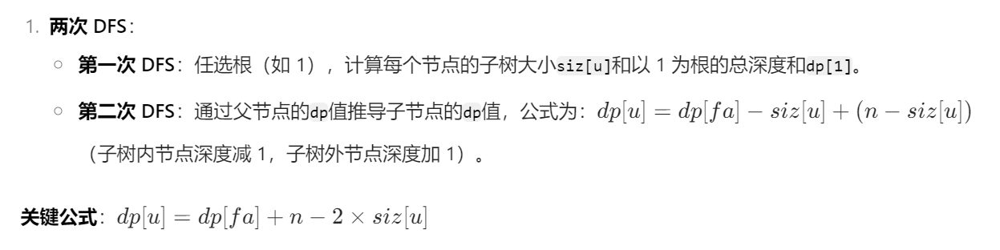 1. 两次 DFS：
○ 第一次 DFS：任选根（如 1），计算每个节点的子树大小siz[u]和以 1 为根的总深度和dp[1]。
○ 第二次 DFS：通过父节点的dp值推导子节点的dp值，公式为：dp[u] = dp[fa] − siz[u] + (n − siz[u])
（子树内节点深度减 1，子树外节点深度加 1）。
关键公式：dp[u] = dp[fa] + n − 2 × siz[u]